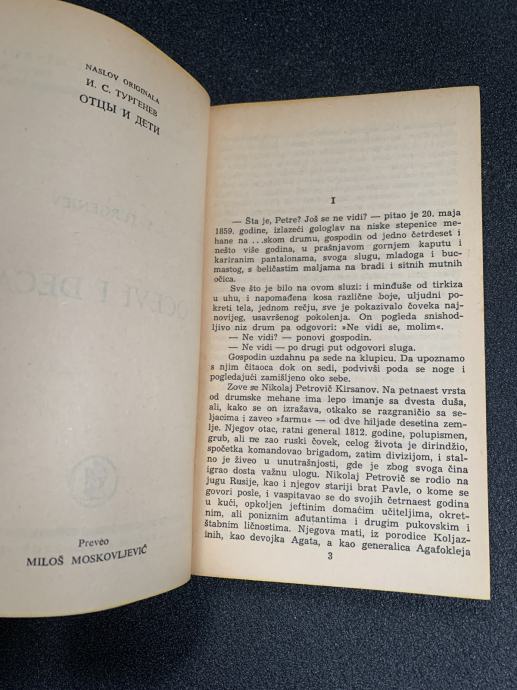 NASLOV ORIGINALA
И. С. ТУРГЕНЕВ
ОТЦЫ И ДЕТИ
Preveo
MILOŠ MOSKOVLJEVIĆ
I
— Šta je, Petre? Još se ne vidi? — pitao je 20. maja
1859. godine, izlazeći gologlav na niske stepenice me-
hane na ...skom drumu, gospodin od jedno četrdeset i
nešto više godina, u prašnjavom gornjem kaputu i
kariranim pantalonama, svoga slugu, mladoga i buc-
mastog, s beličastim maljama na bradi i sitnih mutnih
očica.
Sve što je bilo na ovom sluzi: i minđuše od tirkiza
u uhu, i napomađena kosa različne boje, uljudni po-
kreti tela, jednom rečju, sve je pokazivalo čoveka naj-
novijeg, usavršenog pokolenja. On pogleda snishod-
ljivo niz drum pa odgovori: »Ne vidi se, molim«.
— Ne vidi? — ponovi gospodin.
— Ne vidi — po drugi put odgovori sluga.
Gospodin uzdahnu pa sede na klupicu. Da upoznamo
s njim čitaoca dok on sedi, podvivši poda se noge i
pogledajući zamišljeno oko sebe.
Zove se Nikolaj Petrovič Kirsanov. Na petnaest vrsta
od drumske mehane ima lepo imanje sa dvesta duša,
ali, kako se on izražava, otkako se razgraničio sa se-
ljacima i zaveo »farmu« — od dve hiljade desetina zem-
lje. Njegov otac, ratni general 1812. godine, polupismen,
grub, ali ne zao ruski čovek, celog života je dirindžio,
spočetka komandovao brigadom, zatim divizijom, i stal-
no je živeo u unutrašnjosti, gde je zbog svoga čina
igrao dosta važnu ulogu. Nikolaj Petrovič se rodio na
jugu Rusije, kao i njegov stariji brat Pavle, o kome se
govori posle, i vaspitavao se do svojih četrnaest godina
u kući, opkoljen jeftinim domaćim učiteljima, okret-
nim, ali poniznim ađutantima i drugim pukovskim i
štabnim ličnostima. Njegova mati, iz porodice Koljaz-
inih, kao devojka Agata, a kao generalica Agafokleja
3